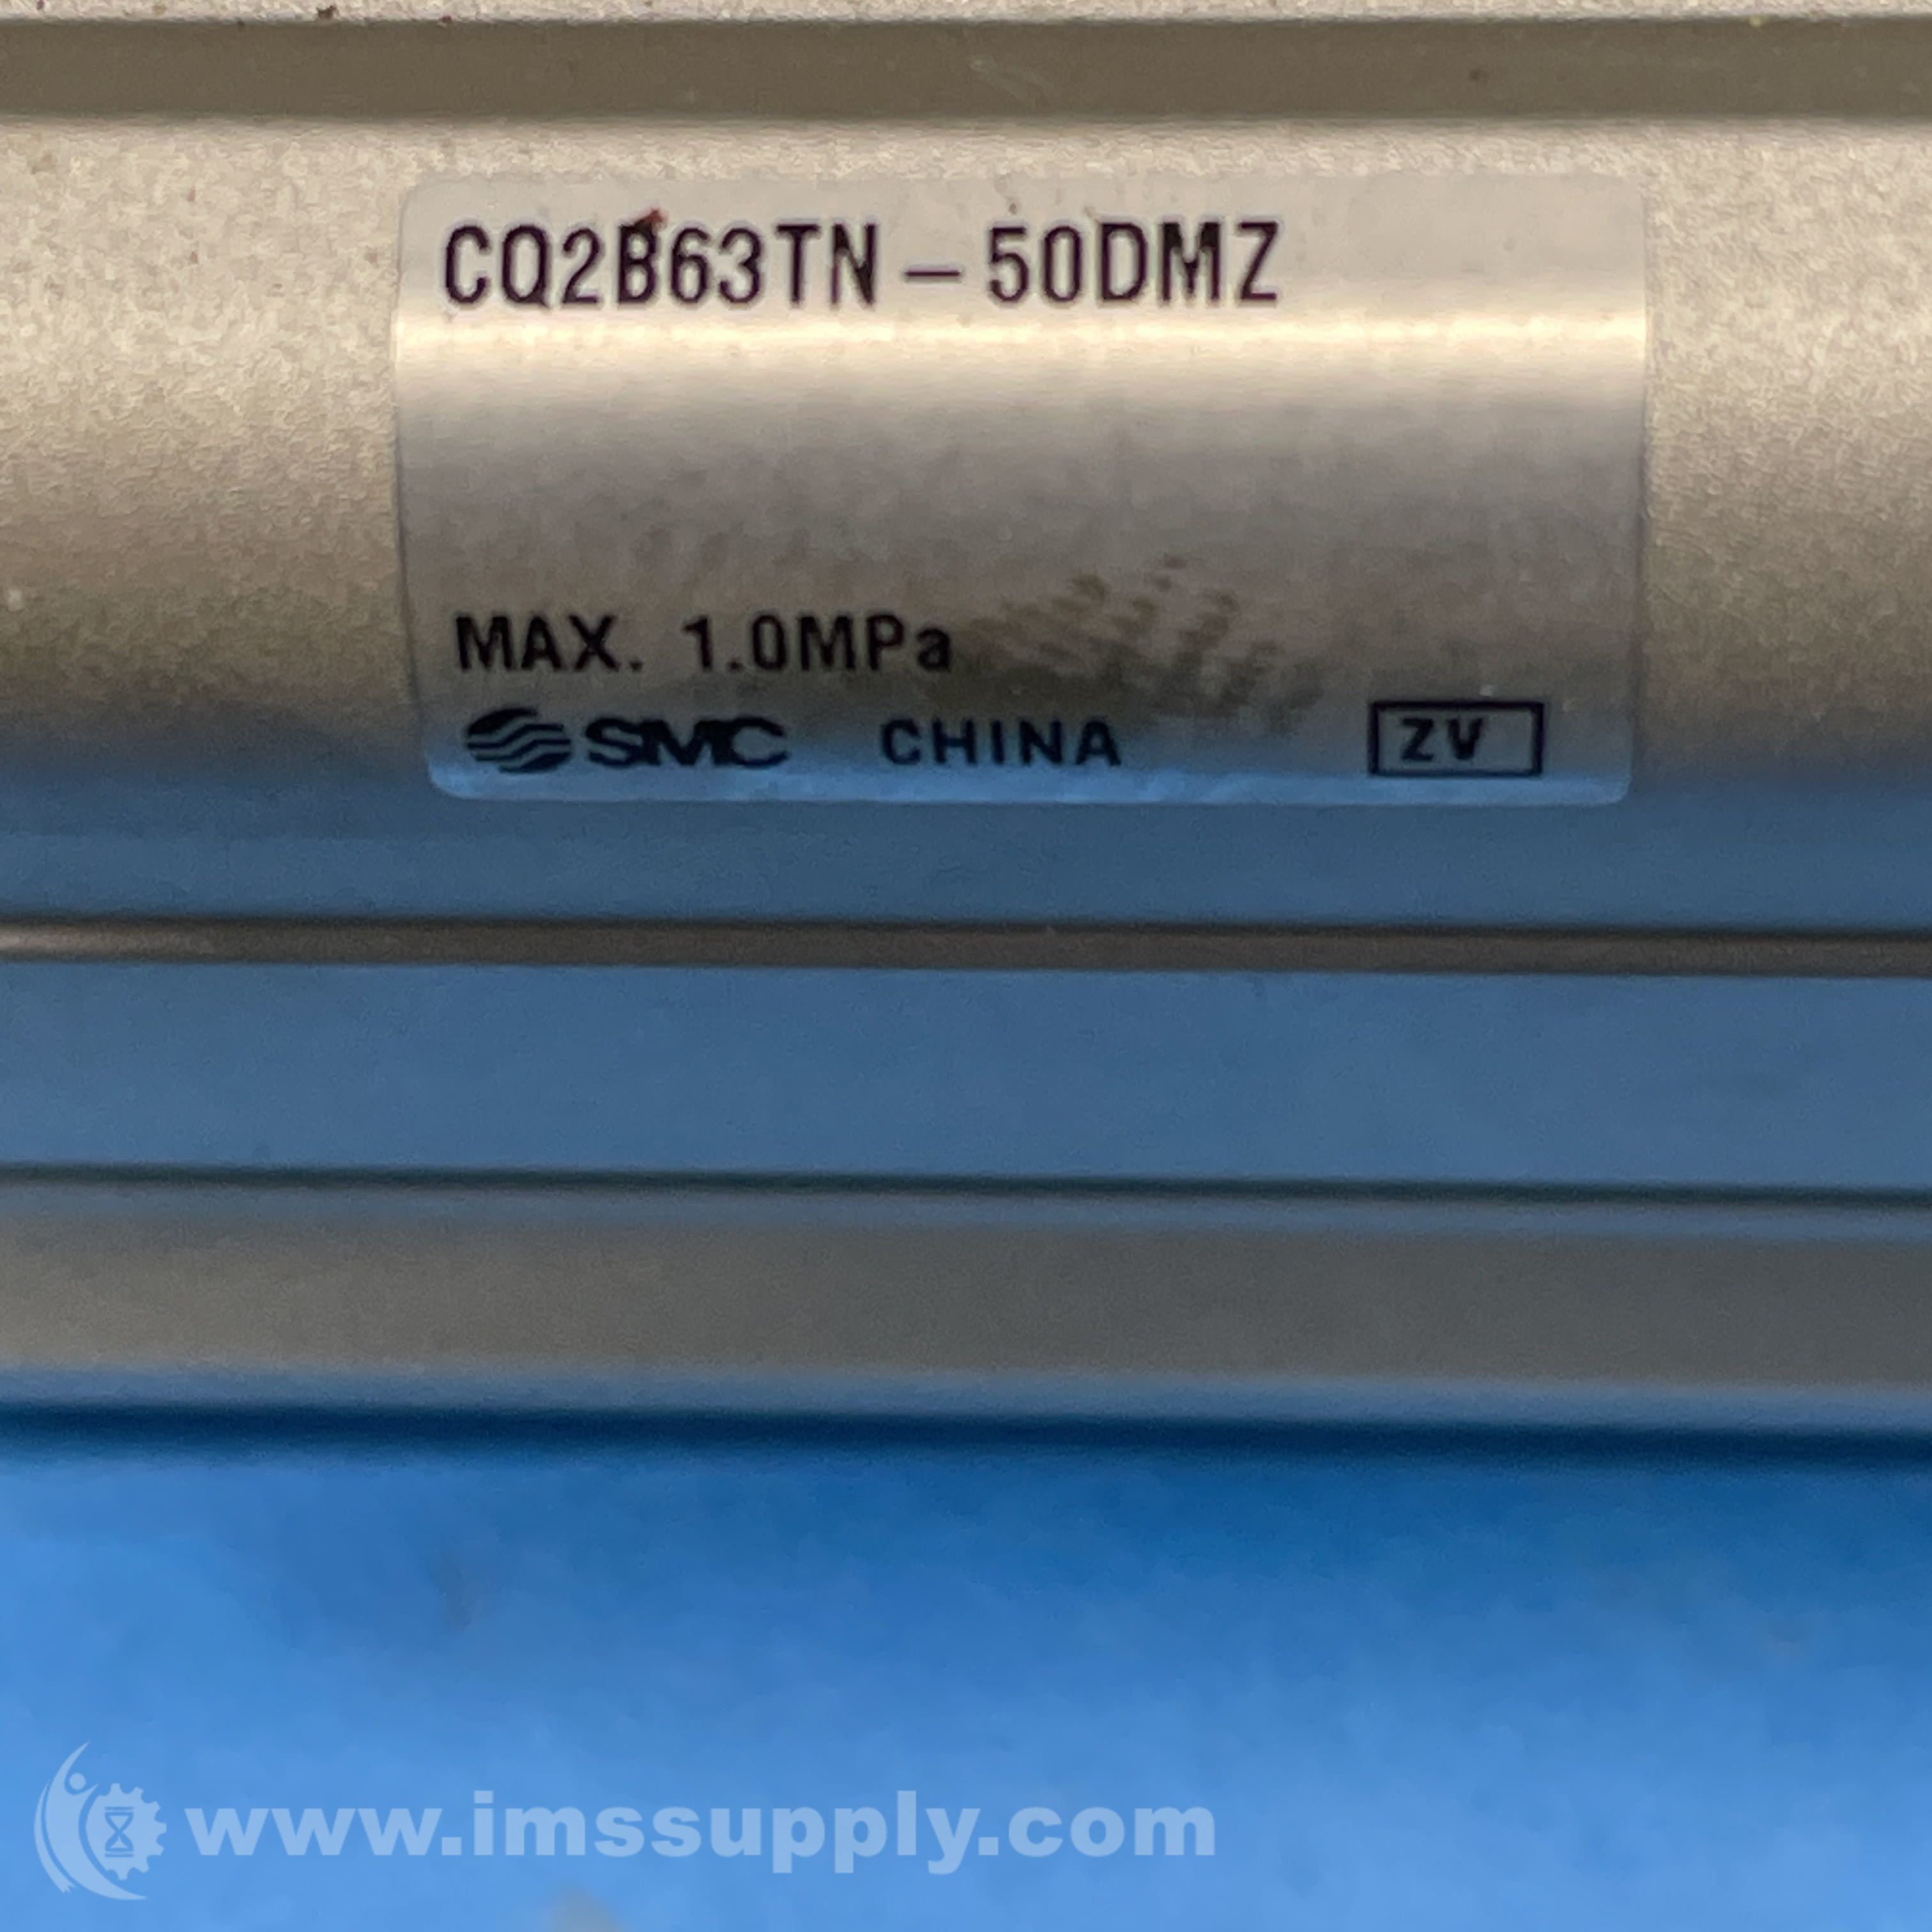 CQ2B63TN-50DMZ
MAX. 1.0MPa
SMC CHINA ZV
www.imssupply.com